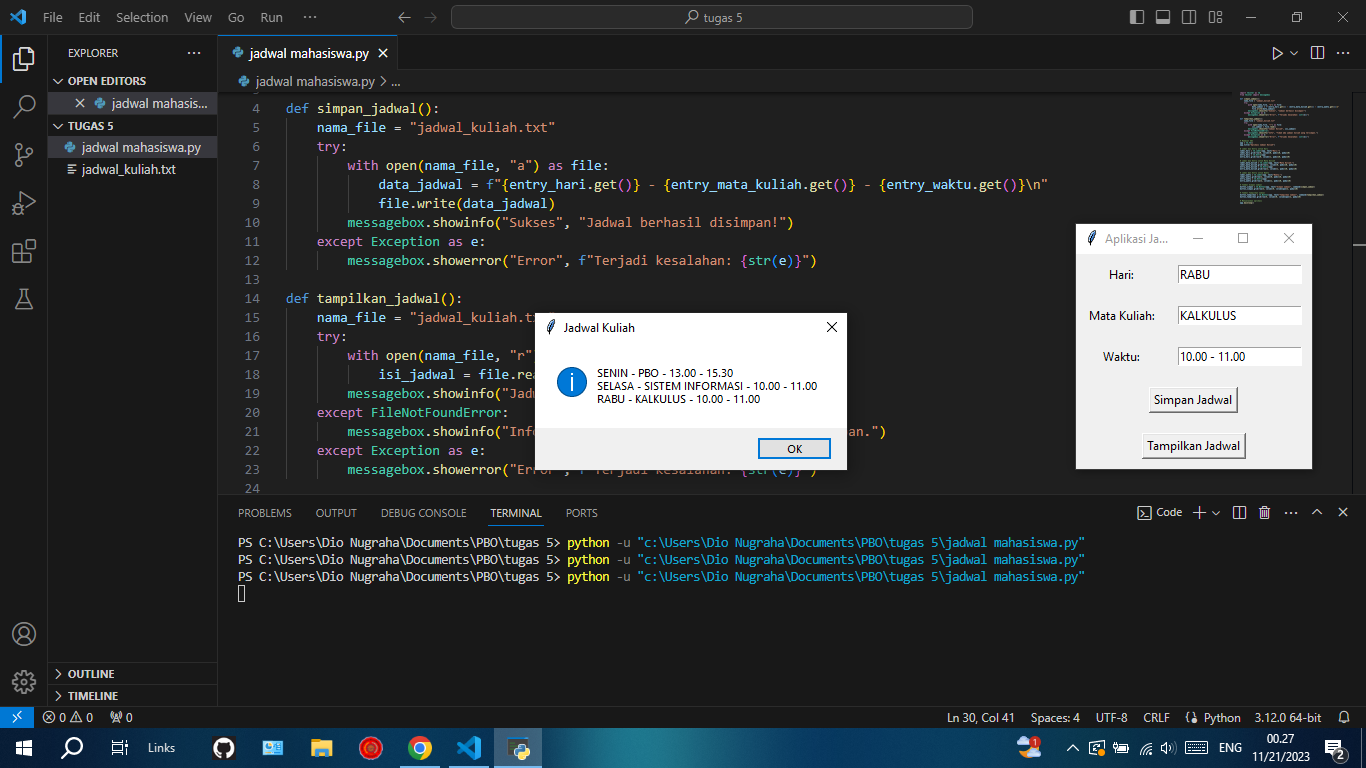 File Edit Selection View Go Run ··· tugas 5
EXPLORER ···
OPEN EDITORS
jadwal mahasis...
TUGAS 5
jadwal mahasiswa.py
jadwal_kuliah.txt
OUTLINE
TIMELINE
jadwal mahasiswa.py
jadwal mahasiswa.py > ...
4 def simpan_jadwal():
5 nama_file = "jadwal_kuliah.txt"
6 try:
7 with open(nama_file, "a") as file:
8 data_jadwal = f"{entry_hari.get()} - {entry_mata_kuliah.get()} - {entry_waktu.get()}\n"
9 file.write(data_jadwal)
10 messagebox.showinfo("Sukses", "Jadwal berhasil disimpan!")
11 except Exception as e:
12 messagebox.showerror("Error", f"Terjadi kesalahan: {str(e)}")
13
14 def tampilkan_jadwal():
15 nama_file = "jadwal_kuliah.t
16 try:
17 with open(nama_file, "r"
18 isi_jadwal = file.rea
19 messagebox.showinfo("Jad
20 except FileNotFoundError:
21 messagebox.showinfo("Info an.")
22 except Exception as e:
23 messagebox.showerror("Error", f"Terjadi kesalahan: {str(e)}")
24
Jadwal Kuliah
SENIN - PBO - 13.00 - 15.30
SELASA - SISTEM INFORMASI - 10.00 - 11.00
RABU - KALKULUS - 10.00 - 11.00
OK
Aplikasi Ja...
Hari: RABU
Mata Kuliah: KALKULUS
Waktu: 10.00 - 11.00
Simpan Jadwal
Tampilkan Jadwal
PROBLEMS OUTPUT DEBUG CONSOLE TERMINAL PORTS Code
PS C:\Users\Dio Nugraha\Documents\PBO\tugas 5> python -u "c:\Users\Dio Nugraha\Documents\PBO\tugas 5\jadwal mahasiswa.py"
PS C:\Users\Dio Nugraha\Documents\PBO\tugas 5> python -u "c:\Users\Dio Nugraha\Documents\PBO\tugas 5\jadwal mahasiswa.py"
PS C:\Users\Dio Nugraha\Documents\PBO\tugas 5> python -u "c:\Users\Dio Nugraha\Documents\PBO\tugas 5\jadwal mahasiswa.py"
0 0 0 Ln 30, Col 41 Spaces: 4 UTF-8 CRLF Python 3.12.0 64-bit
Links 1 ENG 00.27
11/21/2023 2